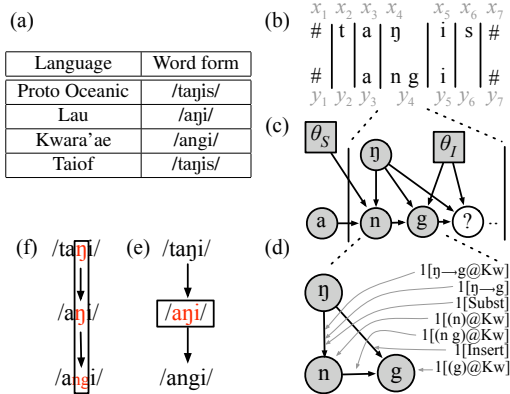 (a)
Language Word form
Proto Oceanic /taŋis/
Lau /aŋi/
Kwara'ae /angi/
Taiof /taŋis/
(b)
x1 x2 x3 x4 x5 x6 x7
# t a ŋ i s #
# a n g i #
y1 y2 y3 y4 y5 y6 y7
(c)
θS ŋ θI
a n g ? ..
(d)
ŋ
n g
1[ŋ→g@Kw]
1[ŋ→g]
1[Subst]
1[(n)@Kw]
1[(n g)@Kw]
1[Insert]
1[(g)@Kw]
(f) /taŋi/
/aŋi/
/angi/
(e) /taŋi/
/aŋi/
/angi/